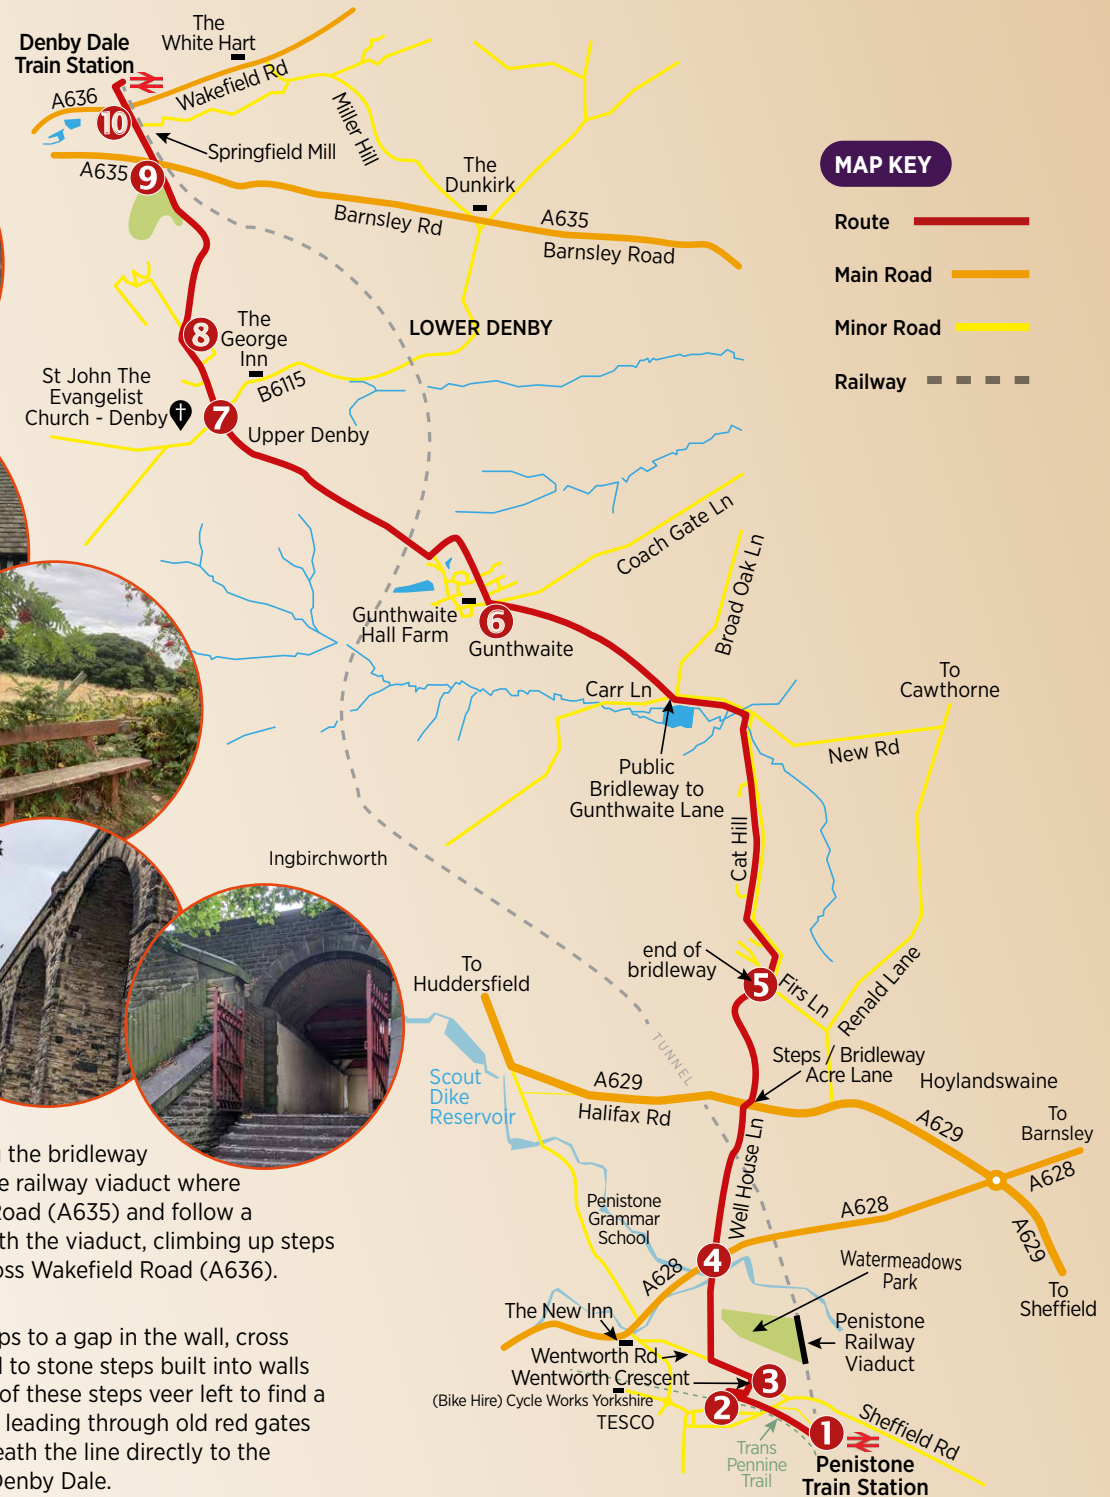 The
White Hart
Denby Dale
Train Station
A636
Wakefield Rd
10
Springfield Mill
Miller Hill
A635
9
The
Dunkirk
Barnsley Rd
A635
Barnsley Road
MAP KEY
Route
Main Road
Minor Road
Railway
8
The
George
Inn
LOWER DENBY
St John The
Evangelist
Church - Denby
B6115
7
Upper Denby
Coach Gate Ln
Broad Oak Ln
Gunthwaite
Hall Farm
6
Gunthwaite
Carr Ln
To
Cawthorne
New Rd
Public
Bridleway to
Gunthwaite Lane
Cat Hill
Ingbirchworth
end of
bridleway
5
Firs Ln
Renald Lane
To
Huddersfield
TUNNEL
Scout
Dike
Reservoir
A629
Halifax Rd
Steps / Bridleway
Acre Lane
Hoylandswaine
A629
To
Barnsley
A628
Well House Ln
A628
A629
To
Sheffield
Penistone
Grammar
School
4
A628
Watermeadows
Park
Penistone
Railway
Viaduct
The New Inn
Wentworth Rd
Wentworth Crescent
3
(Bike Hire) Cycle Works Yorkshire
TESCO
2
Trans
Pennine
Trail
1
Sheffield Rd
Penistone
Train Station
the bridleway
railway viaduct where
Road (A635) and follow a
the viaduct, climbing up steps
Wakefield Road (A636).
to a gap in the wall, cross
to stone steps built into walls
of these steps veer left to find a
leading through old red gates
the line directly to the
Denby Dale.